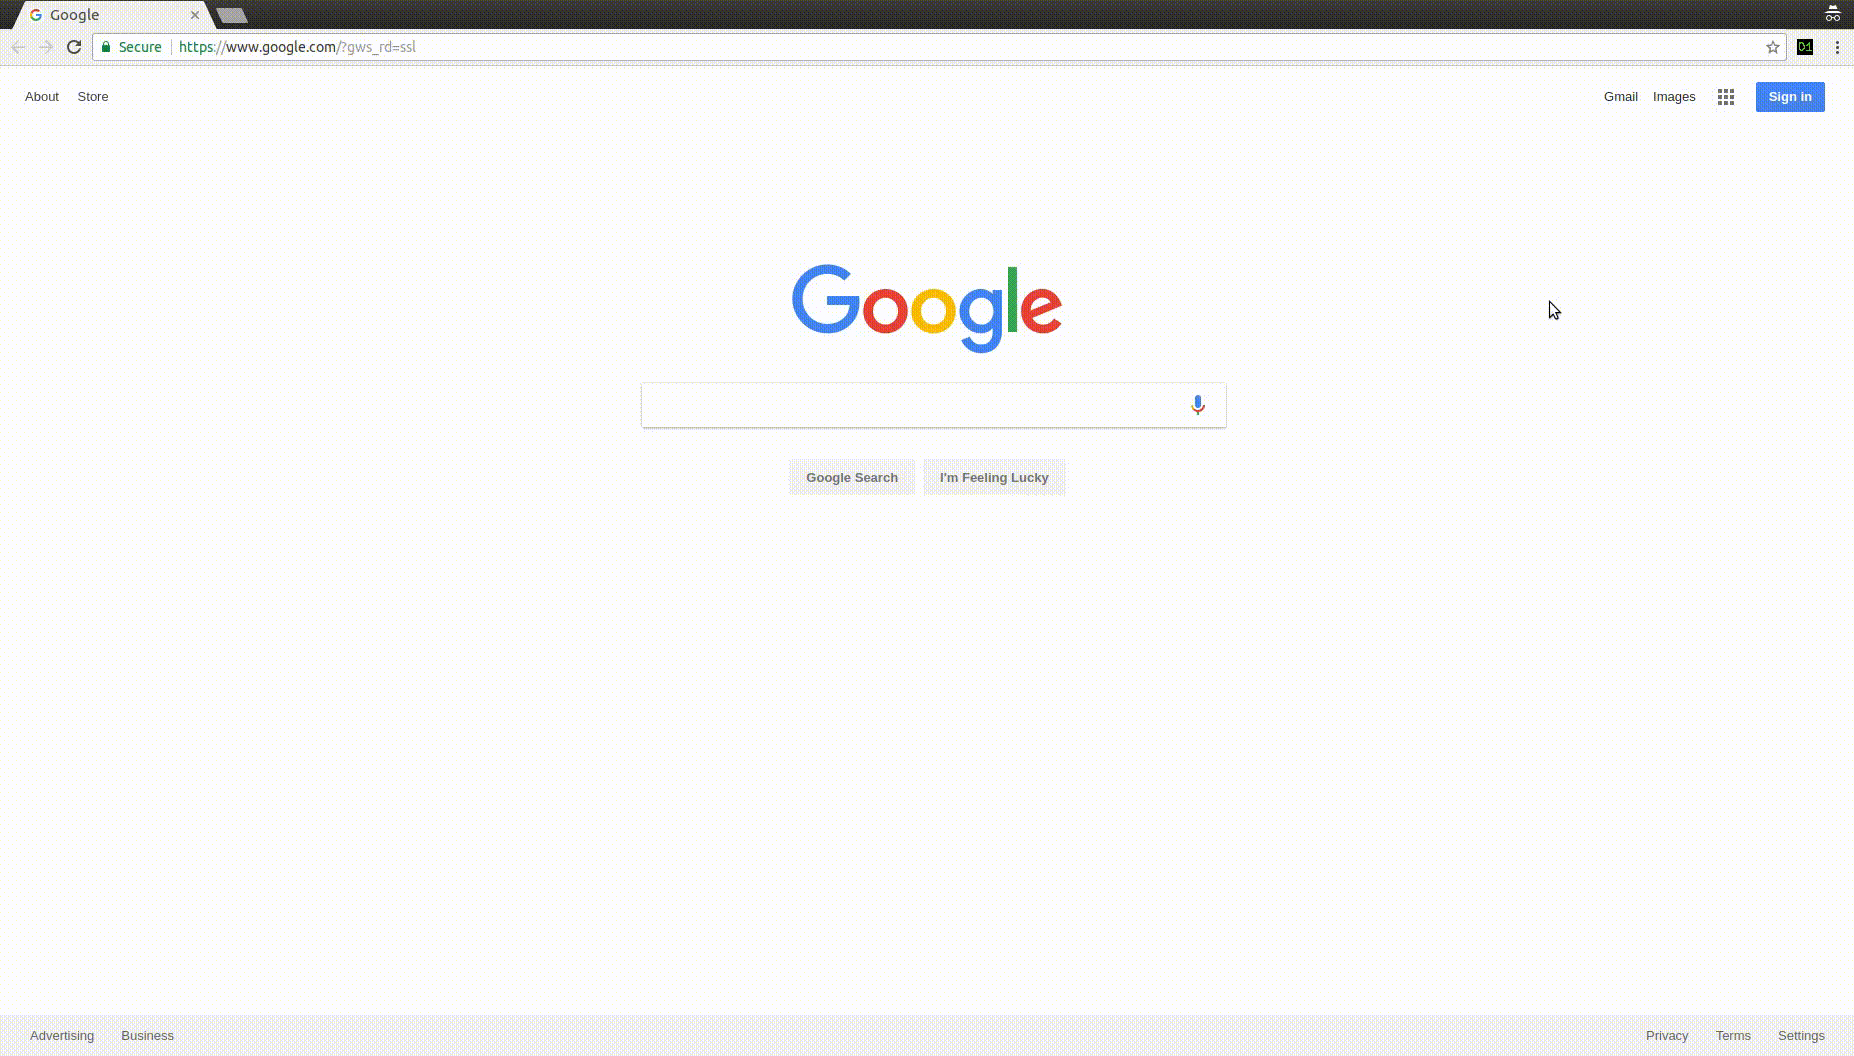 Google
Secure https://www.google.com/?gws_rd=ssl D1
About Store Gmail Images Sign in
Google
Google Search I'm Feeling Lucky
Advertising Business Privacy Terms Settings